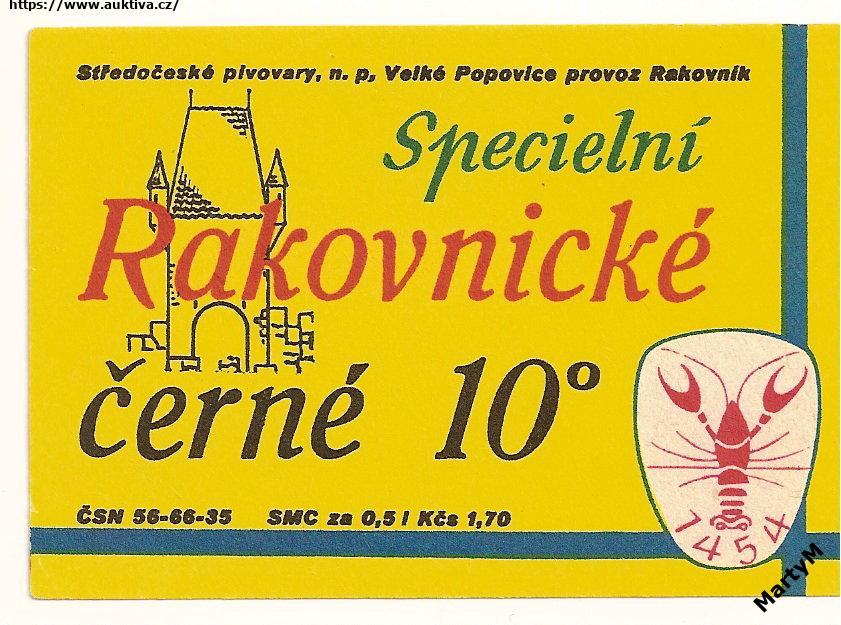 https://www.auktiva.cz/
Středočeské pivovary, n. p, Velké Popovice provoz Rakovník
Specielní
Rakovnické
černé 10°
ČSN 56-66-35 SMC za 0,5 l Kčs 1,70
1454
MartyM